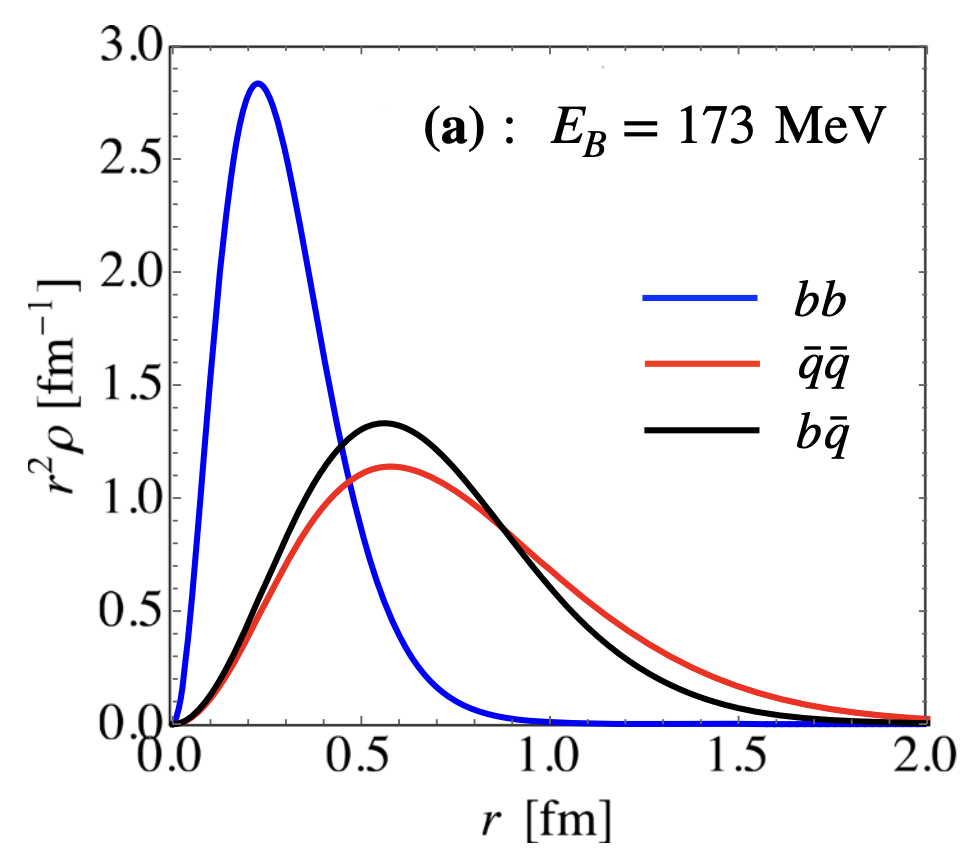 3.0
2.5
2.0
1.5
1.0
0.5
0.0
r²ρ [fm⁻¹]
(a) : E_B = 173 MeV
bb
q̄q̄
bq̄
0.0 0.5 1.0 1.5 2.0
r [fm]